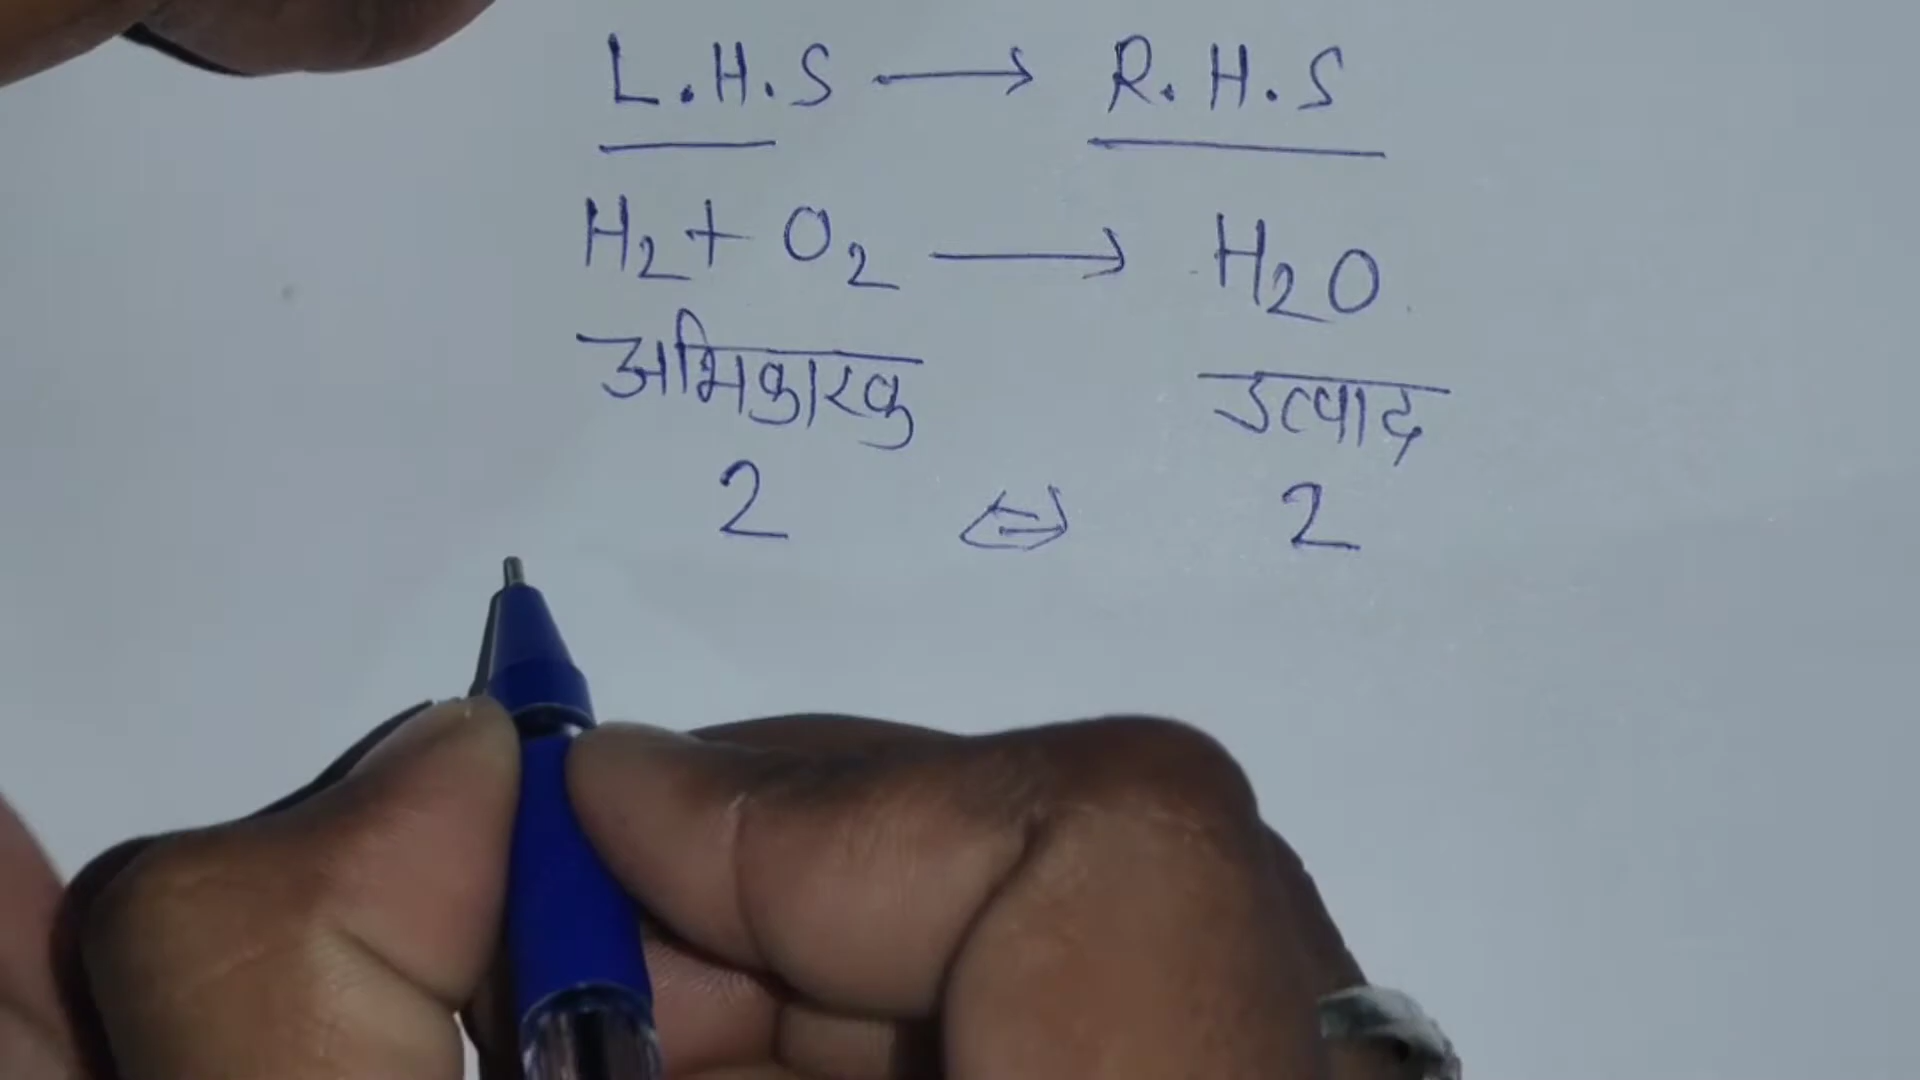 L.H.S → R.H.S
H₂ + O₂ → H₂O
अभिकारक उत्पाद
2 ⇔ 2